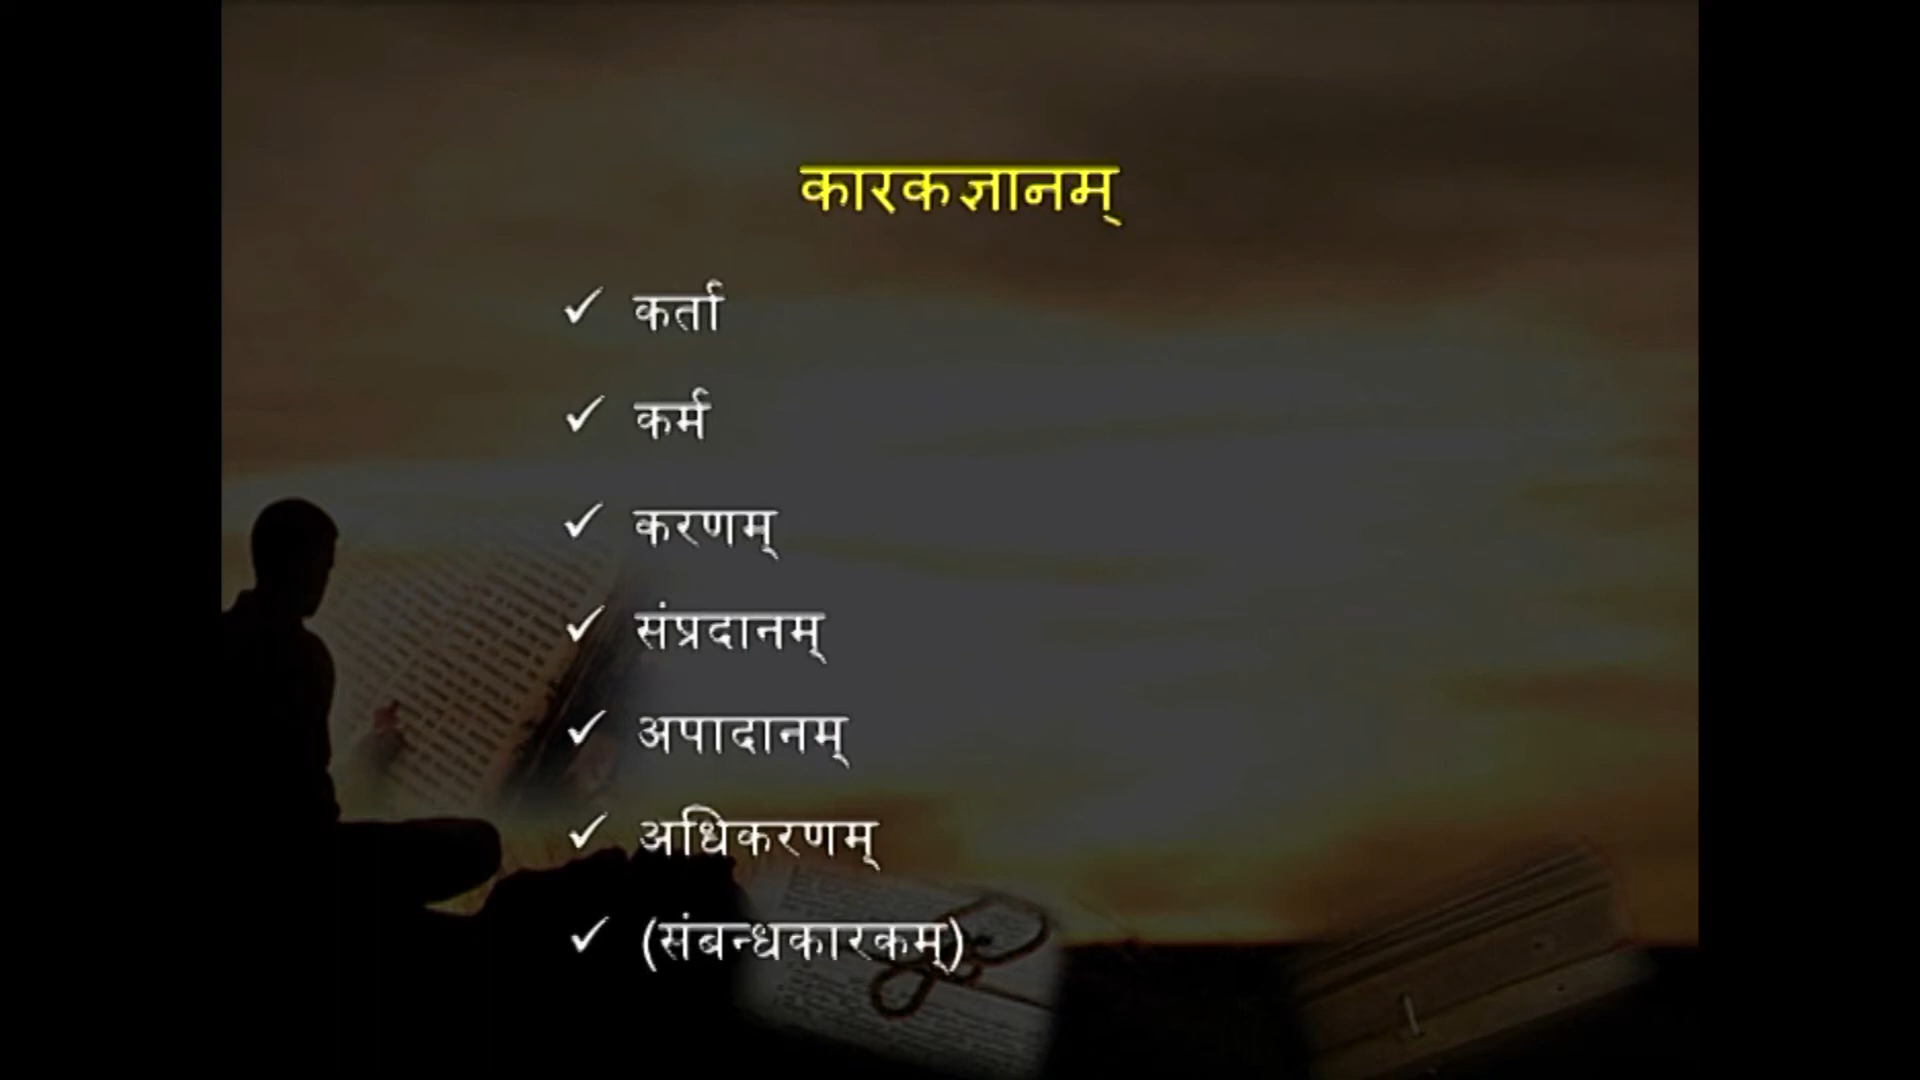 कारकज्ञानम्
✓ कर्ता
✓ कर्म
✓ करणम्
✓ संप्रदानम्
✓ अपादानम्
✓ अधिकरणम्
✓ (संबन्धकारकम्)